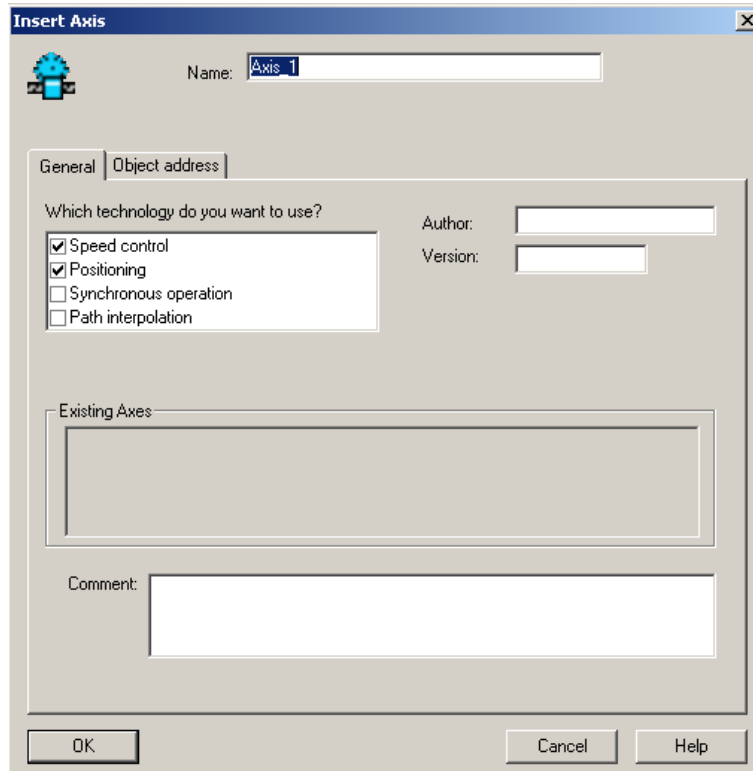 Insert Axis
Name: Axis_1
General Object address
Which technology do you want to use?
Speed control
Positioning
Synchronous operation
Path interpolation
Author:
Version:
Existing Axes
Comment:
OK Cancel Help